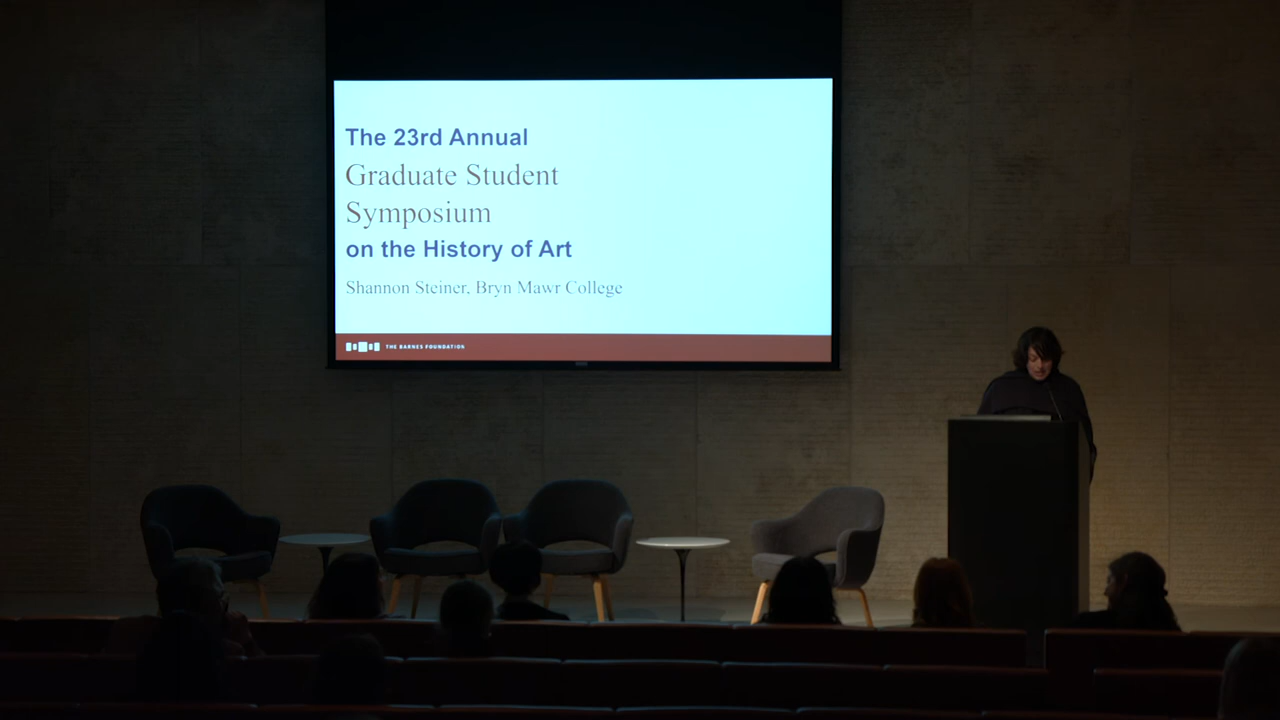 The 23rd Annual
Graduate Student
Symposium
on the History of Art
Shannon Steiner, Bryn Mawr College
THE BARNES FOUNDATION